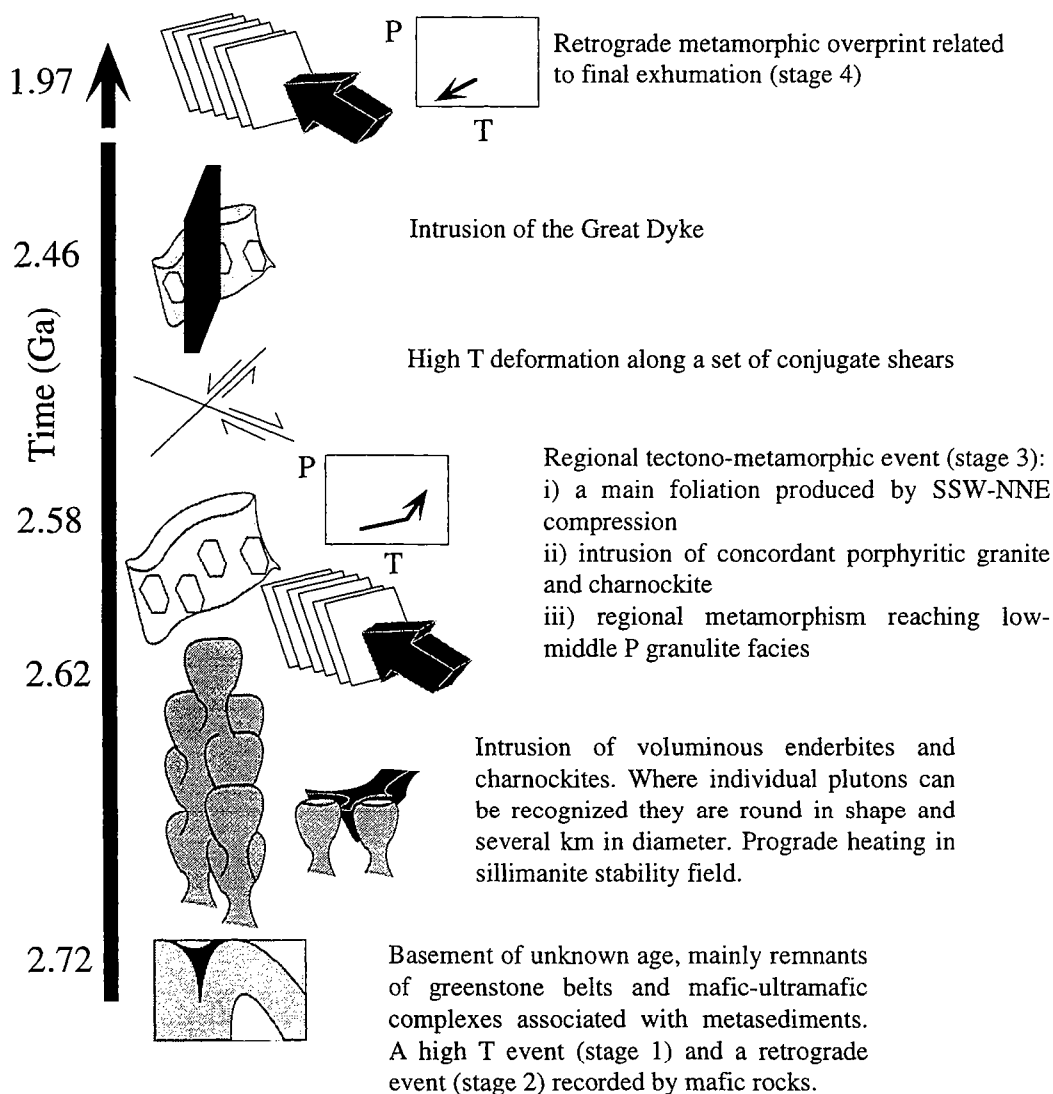 1.97
P
T
Retrograde metamorphic overprint related
to final exhumation (stage 4)
2.46
Intrusion of the Great Dyke
Time (Ga)
High T deformation along a set of conjugate shears
2.58
P
T
Regional tectono-metamorphic event (stage 3):
i) a main foliation produced by SSW-NNE
compression
ii) intrusion of concordant porphyritic granite
and charnockite
iii) regional metamorphism reaching low-
middle P granulite facies
2.62
Intrusion of voluminous enderbites and
charnockites. Where individual plutons can
be recognized they are round in shape and
several km in diameter. Prograde heating in
sillimanite stability field.
2.72
Basement of unknown age, mainly remnants
of greenstone belts and mafic-ultramafic
complexes associated with metasediments.
A high T event (stage 1) and a retrograde
event (stage 2) recorded by mafic rocks.